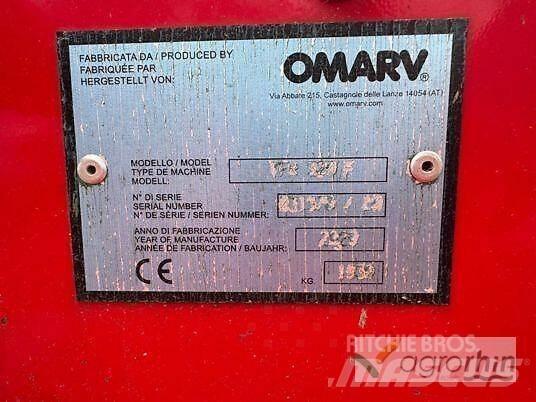 FABBRICATA DA / PRODUCED BY
FABRIQUÉE PAR
HERGESTELLT VON:
OMARV®
Via Abbate 215, Castagnole delle Lanze 14054 (AT)
www.omarv.com
MODELLO / MODEL
TYPE DE MACHINE
MODELL:
N° DI SERIE
SERIAL NUMBER
N° DE SÉRIE / SERIEN NUMMER:
ANNO DI FABBRICAZIONE
YEAR OF MANUFACTURE
ANNÉE DE FABRICATION / BAUJAHR:
CE
KG
RITCHIE BROS.
agrorhin
MASCUS